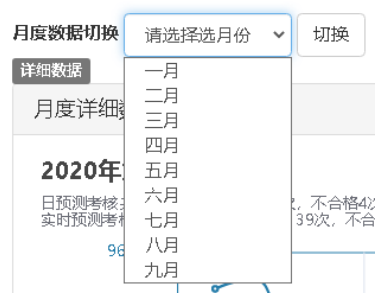 月度数据切换 请选择选月份 切换
详细数据
一月
二月
月度详细
三月
四月
2020年
五月
六月
日预测考核 次，不合格4次
实时预测考核 39次，不合
七月
八月
96
九月